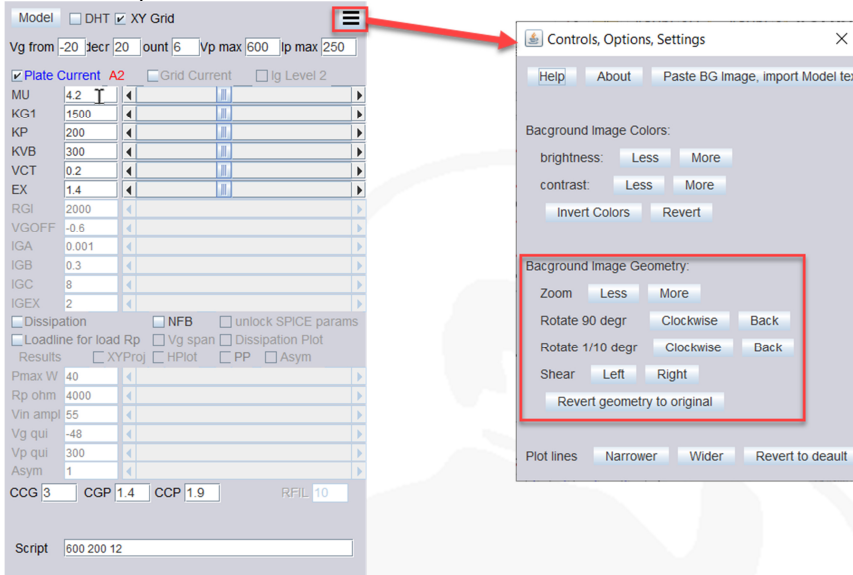 Model DHT XY Grid
Vg from -20 decr 20 ount 6 Vp max 600 Ip max 250
Plate Current A2 Grid Current Ig Level 2
MU 4.2
KG1 1500
KP 200
KVB 300
VCT 0.2
EX 1.4
RGI 2000
VGOFF -0.6
IGA 0.001
IGB 0.3
IGC 8
IGEX 2
Dissipation NFB unlock SPICE params
Loadline for load Rp Vg span Dissipation Plot
Results XYProj HPlot PP Asym
Pmax W 40
Rp ohm 4000
Vin ampl 55
Vg qui -48
Vp qui 300
Asym 1
CCG 3 CGP 1.4 CCP 1.9 RFIL 10
Script 600 200 12
Controls, Options, Settings
Help About Paste BG Image, import Model tex
Bacground Image Colors:
brightness: Less More
contrast: Less More
Invert Colors Revert
Bacground Image Geometry:
Zoom Less More
Rotate 90 degr Clockwise Back
Rotate 1/10 degr Clockwise Back
Shear Left Right
Revert geometry to original
Plot lines Narrower Wider Revert to deault